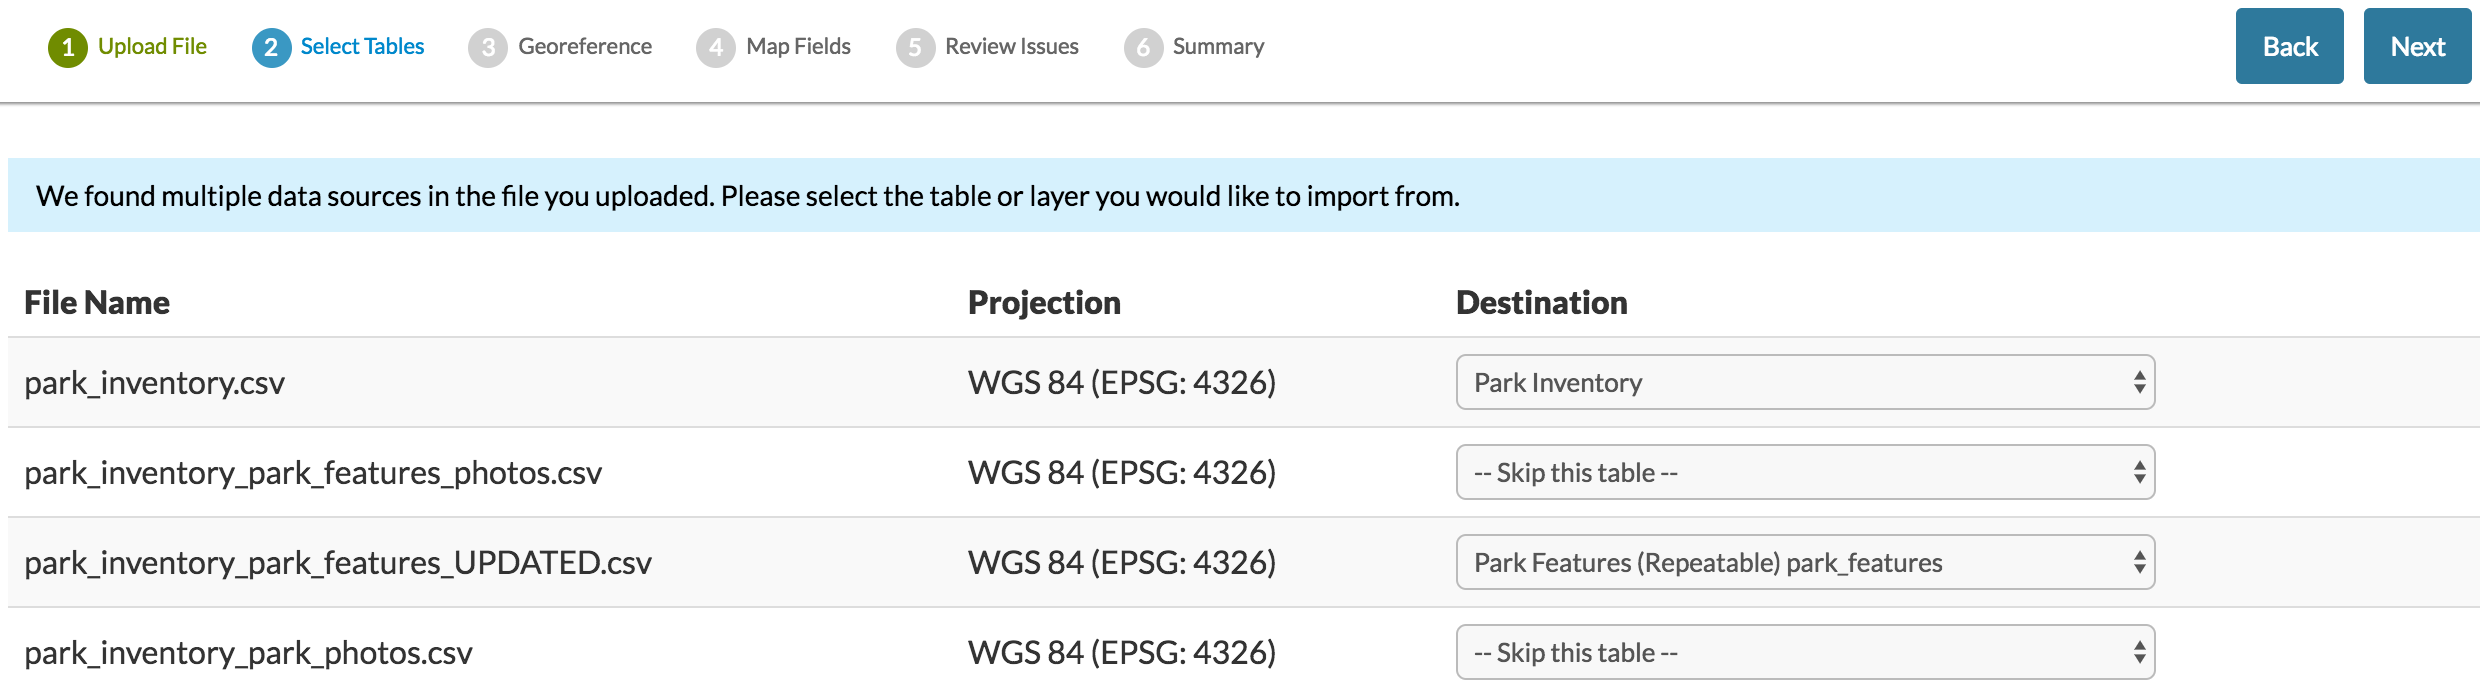 1 Upload File 2 Select Tables 3 Georeference 4 Map Fields 5 Review Issues 6 Summary Back Next
We found multiple data sources in the file you uploaded. Please select the table or layer you would like to import from.
File Name Projection Destination
park_inventory.csv WGS 84 (EPSG: 4326) Park Inventory
park_inventory_park_features_photos.csv WGS 84 (EPSG: 4326) -- Skip this table --
park_inventory_park_features_UPDATED.csv WGS 84 (EPSG: 4326) Park Features (Repeatable) park_features
park_inventory_park_photos.csv WGS 84 (EPSG: 4326) -- Skip this table --